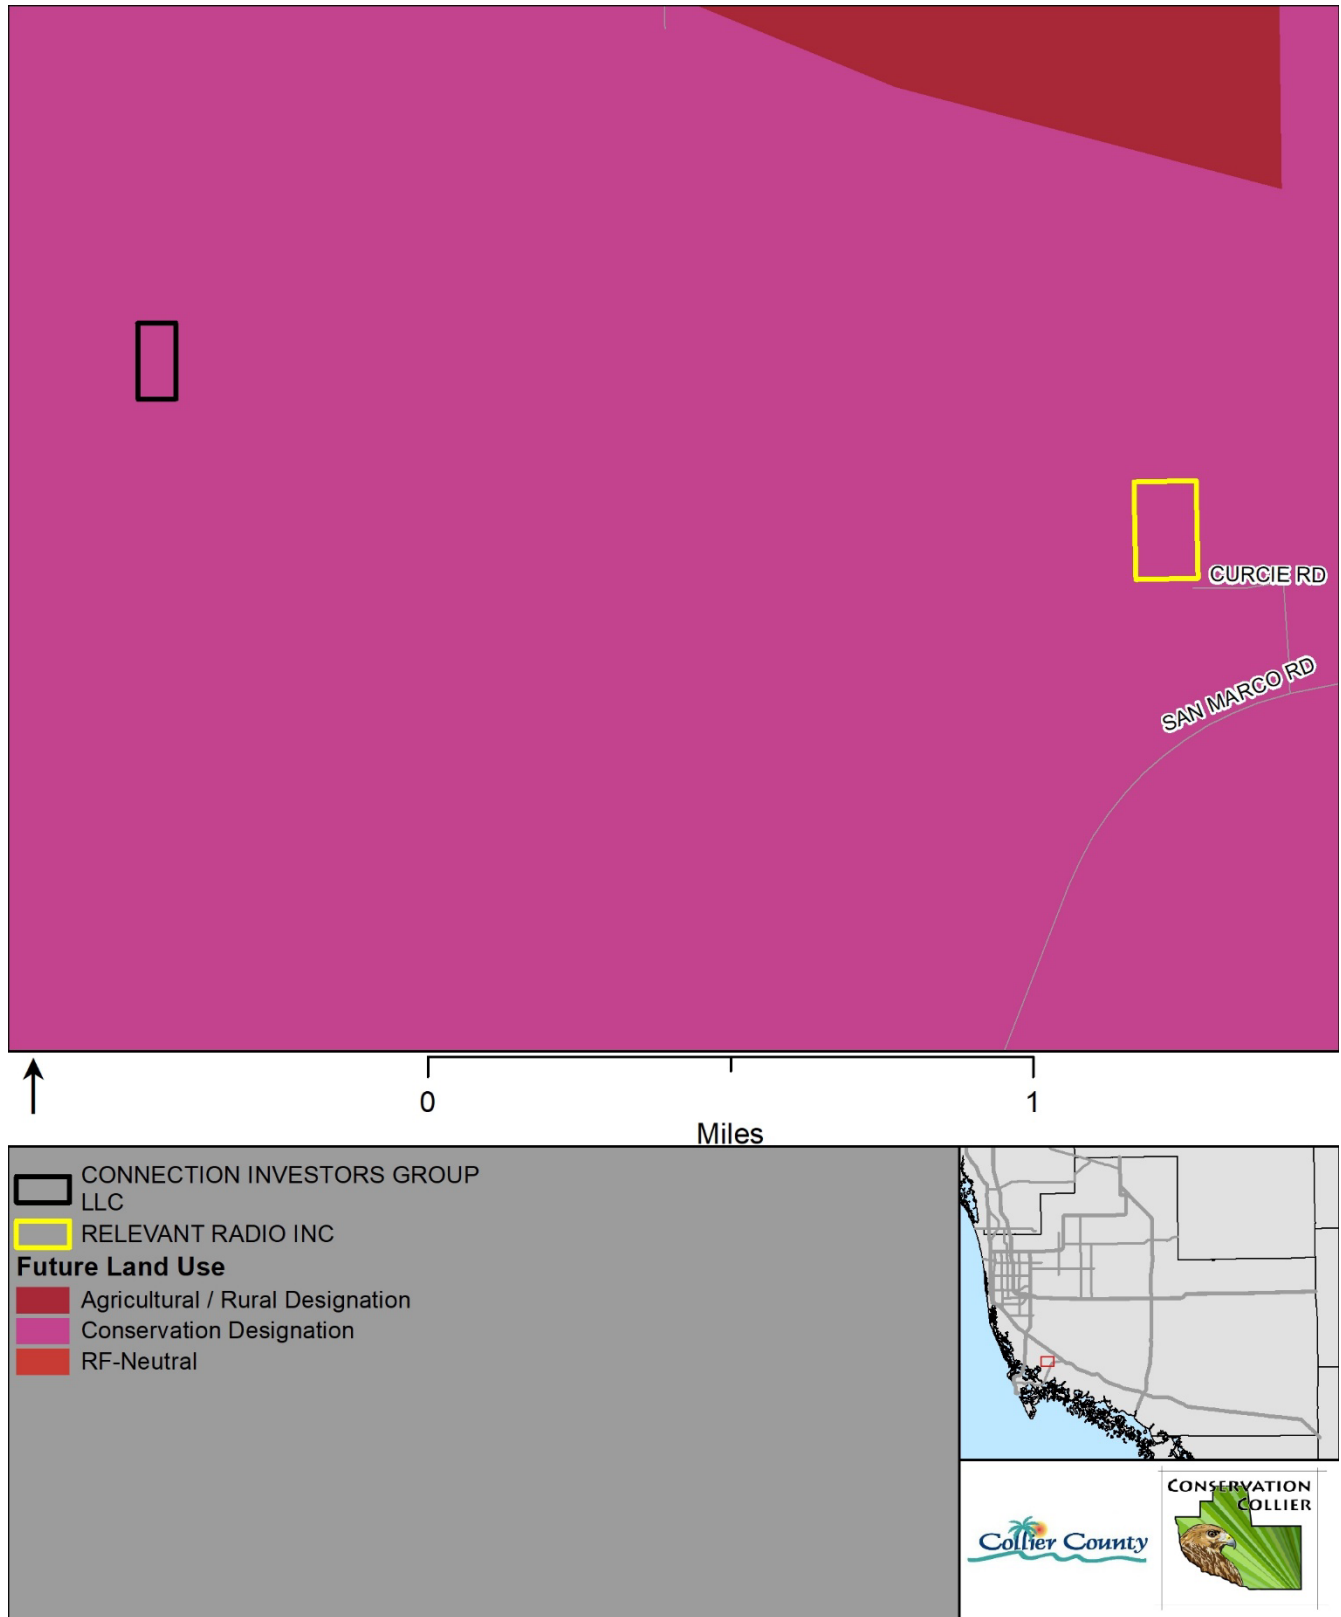 CURCIE RD
SAN MARCO RD
0
1
Miles
CONNECTION INVESTORS GROUP
LLC
RELEVANT RADIO INC
Future Land Use
Agricultural / Rural Designation
Conservation Designation
RF-Neutral
CONSERVATION
COLLIER
Collier County